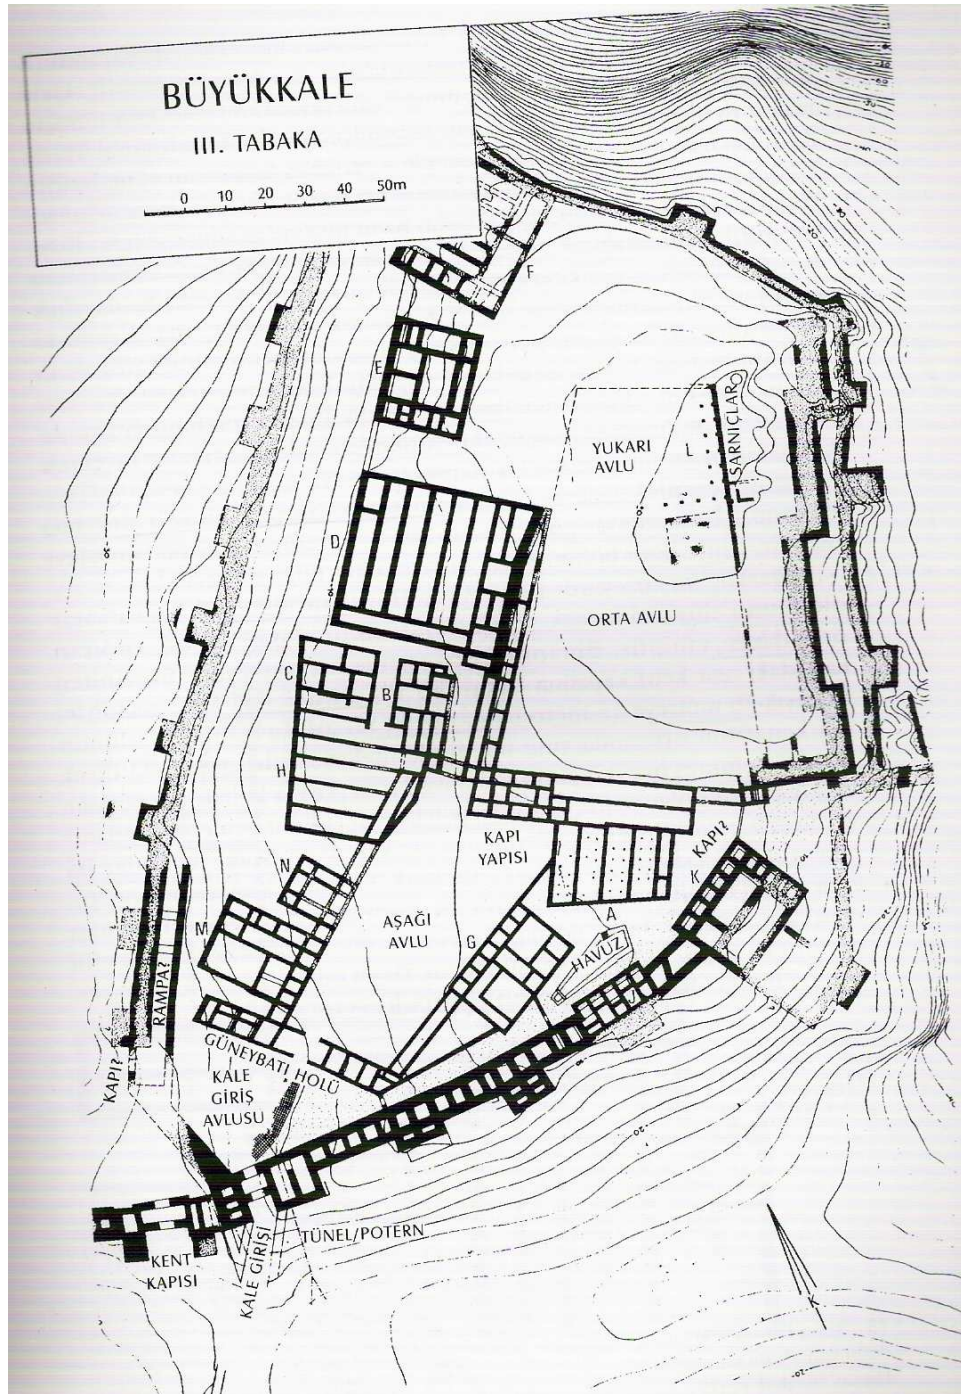 BÜYÜKKALE
III. TABAKA
0 10 20 30 40 50m
F
E
YUKARI
AVLU
L
SARNIÇLAR
D
ORTA AVLU
C
B
H
KAPI
YAPISI
KAPI?
K
N
A
AŞAĞI
AVLU
G
M
HAVUZ
RAMPA?
GÜNEYBATI HOLÜ
KAPI?
KALE
GİRİŞ
AVLUSU
TÜNEL/POTERN
KENT
KAPISI
KALE GİRİŞİ
K